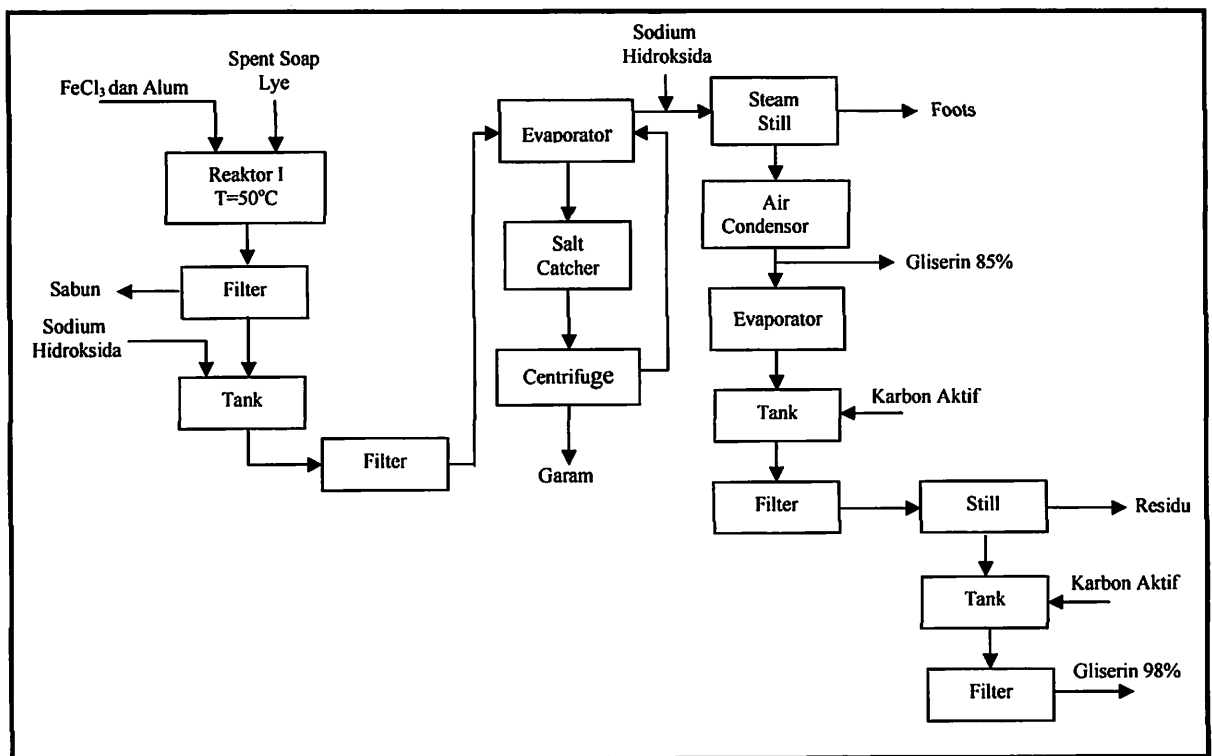 FeCl₃ dan Alum
Spent Soap
Lye
Reaktor I
T=50°C
Filter
Sabun
Sodium
Hidroksida
Tank
Filter
Sodium
Hidroksida
Evaporator
Salt
Catcher
Centrifuge
Garam
Steam
Still
Foots
Air
Condensor
Gliserin 85%
Evaporator
Tank
Karbon Aktif
Filter
Still
Residu
Tank
Karbon Aktif
Filter
Gliserin 98%